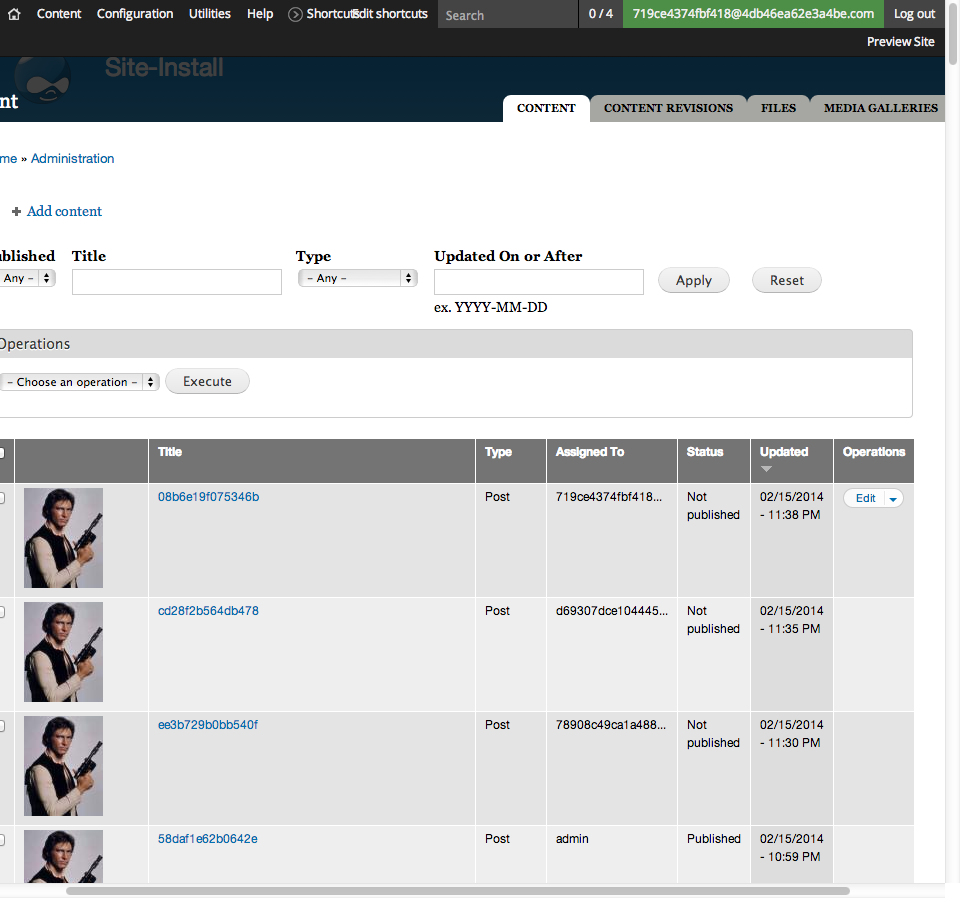 Content Configuration Utilities Help Shortcuts Edit shortcuts Search 0 / 4 719ce4374fbf418@4db46ea62e3a4be.com Log out
Preview Site
Site-Install
nt
CONTENT CONTENT REVISIONS FILES MEDIA GALLERIES
me » Administration
+ Add content
ublished Title Type Updated On or After
Any – – Any – Apply Reset
ex. YYYY-MM-DD
Operations
– Choose an operation – Execute
Title Type Assigned To Status Updated Operations
08b6e19f075346b Post 719ce4374fbf418... Not published 02/15/2014 - 11:38 PM Edit
cd28f2b564db478 Post d69307dce104445... Not published 02/15/2014 - 11:35 PM
ee3b729b0bb540f Post 78908c49ca1a488... Not published 02/15/2014 - 11:30 PM
58daf1e62b0642e Post admin Published 02/15/2014 - 10:59 PM